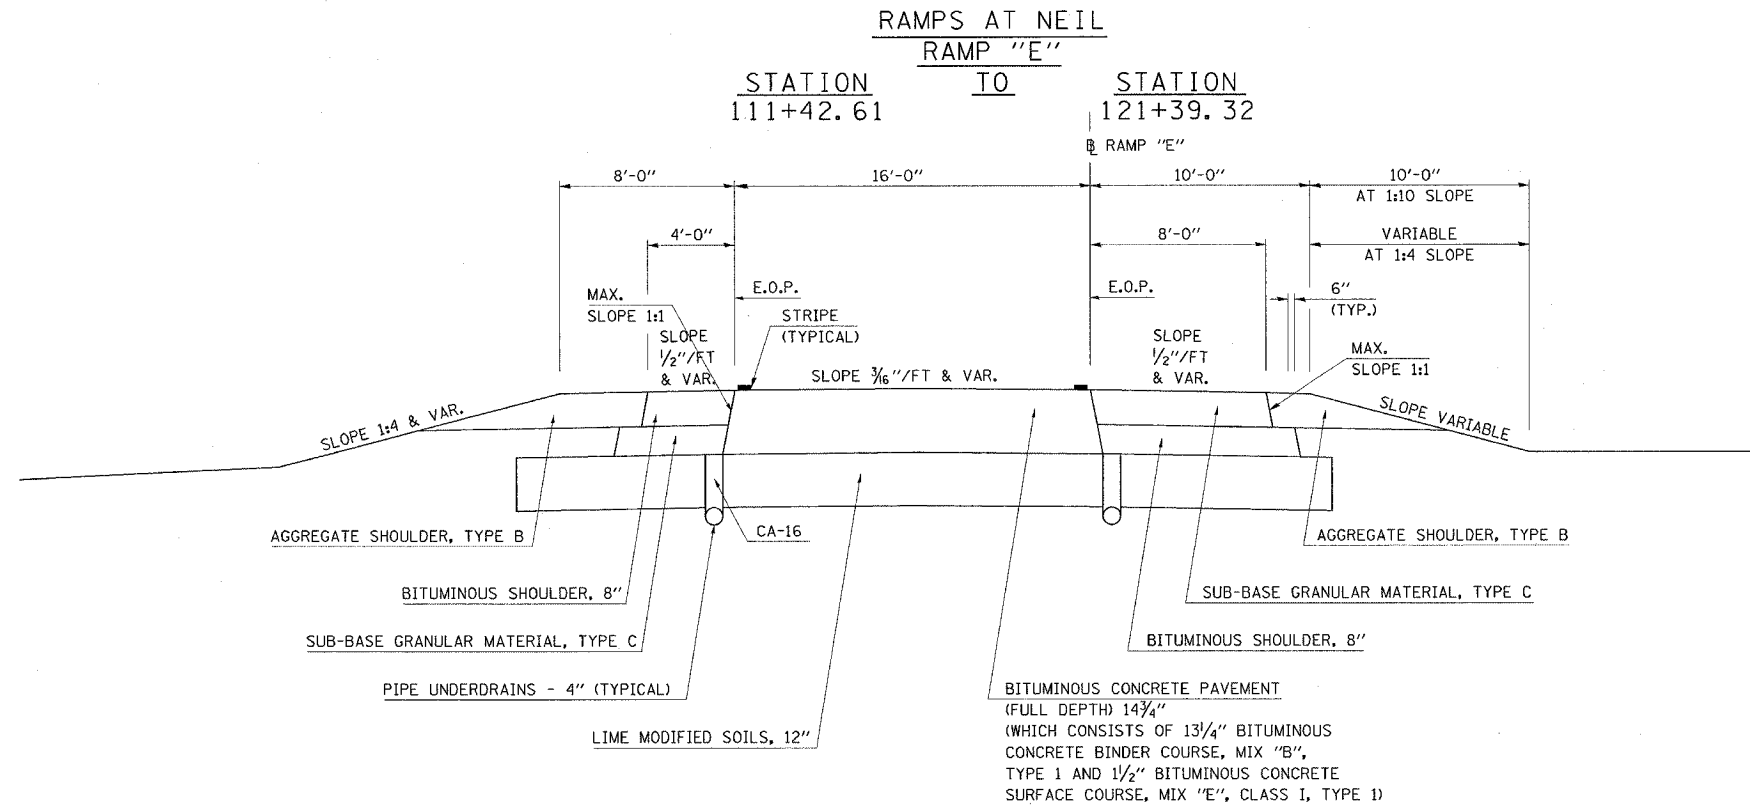 RAMPS AT NEIL
RAMP "E"
STATION TO STATION
111+42.61 121+39.32
℄ RAMP "E"
8'-0" 16'-0" 10'-0" 10'-0"
AT 1:10 SLOPE
4'-0" 8'-0" VARIABLE
AT 1:4 SLOPE
MAX.
SLOPE 1:1
E.O.P.
STRIPE
(TYPICAL)
SLOPE
1/2"/FT
& VAR.
SLOPE 3/16"/FT & VAR.
E.O.P.
SLOPE
1/2"/FT
& VAR.
6"
(TYP.)
MAX.
SLOPE 1:1
SLOPE 1:4 & VAR.
SLOPE VARIABLE
AGGREGATE SHOULDER, TYPE B
CA-16
AGGREGATE SHOULDER, TYPE B
BITUMINOUS SHOULDER, 8"
SUB-BASE GRANULAR MATERIAL, TYPE C
SUB-BASE GRANULAR MATERIAL, TYPE C
BITUMINOUS SHOULDER, 8"
PIPE UNDERDRAINS - 4" (TYPICAL)
LIME MODIFIED SOILS, 12"
BITUMINOUS CONCRETE PAVEMENT
(FULL DEPTH) 14 3/4"
(WHICH CONSISTS OF 13 1/4" BITUMINOUS
CONCRETE BINDER COURSE, MIX "B",
TYPE 1 AND 1 1/2" BITUMINOUS CONCRETE
SURFACE COURSE, MIX "E", CLASS I, TYPE 1)